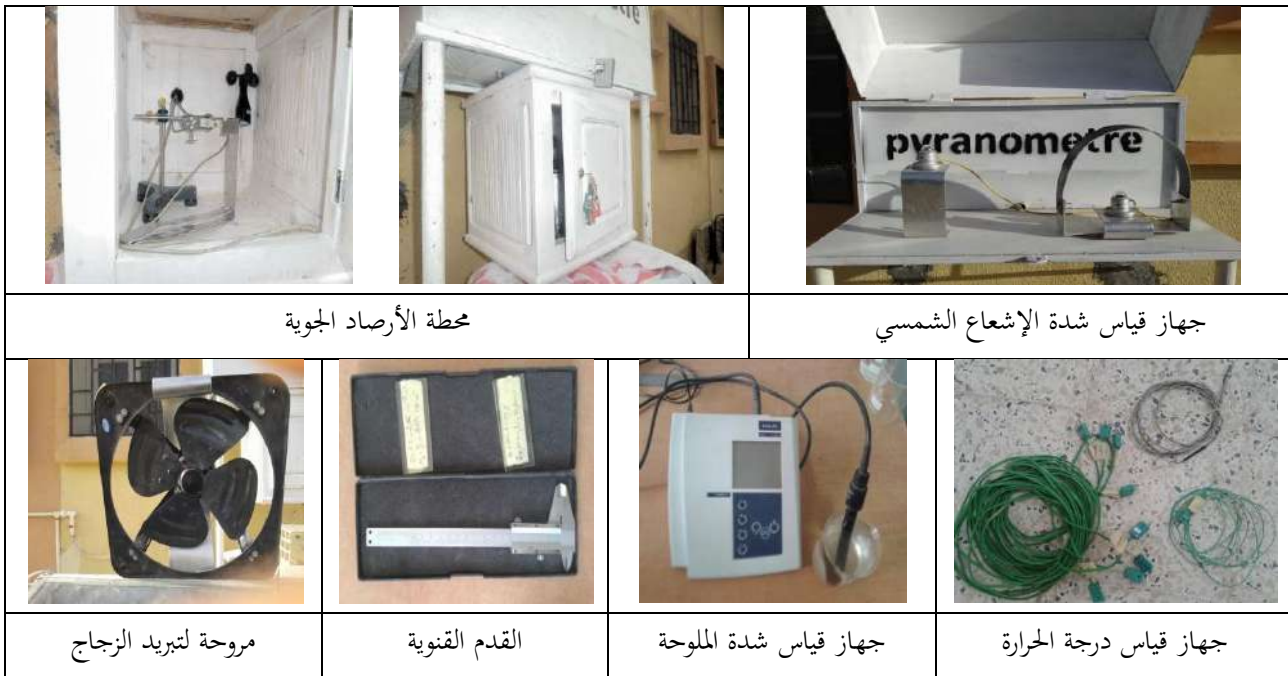 metre
pyranometre
جهاز قياس شدة الإشعاع الشمسي
محطة الأرصاد الجوية
جهاز قياس درجة الحرارة
جهاز قياس شدة الملوحة
القدم القنوية
مروحة لتبريد الزجاج